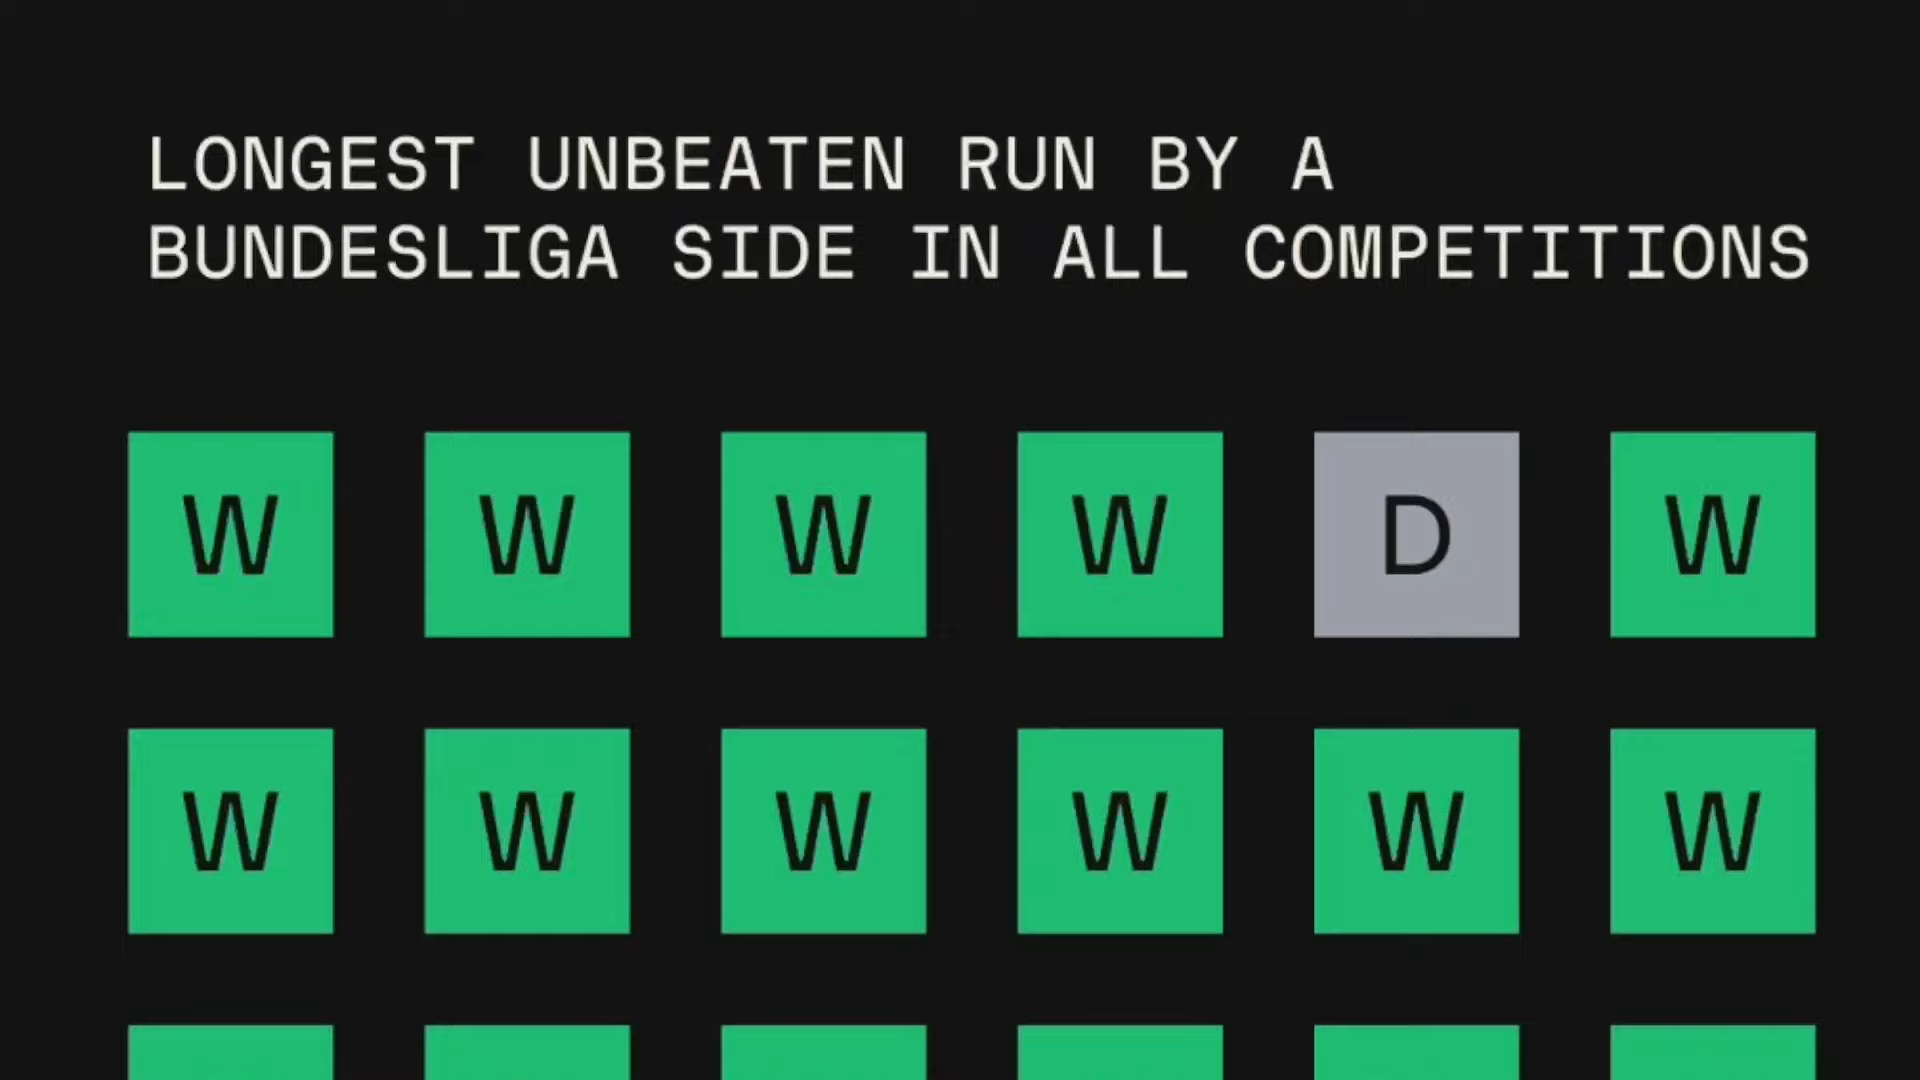 LONGEST UNBEATEN RUN BY A
BUNDESLIGA SIDE IN ALL COMPETITIONS
W W W W D W
W W W W W W